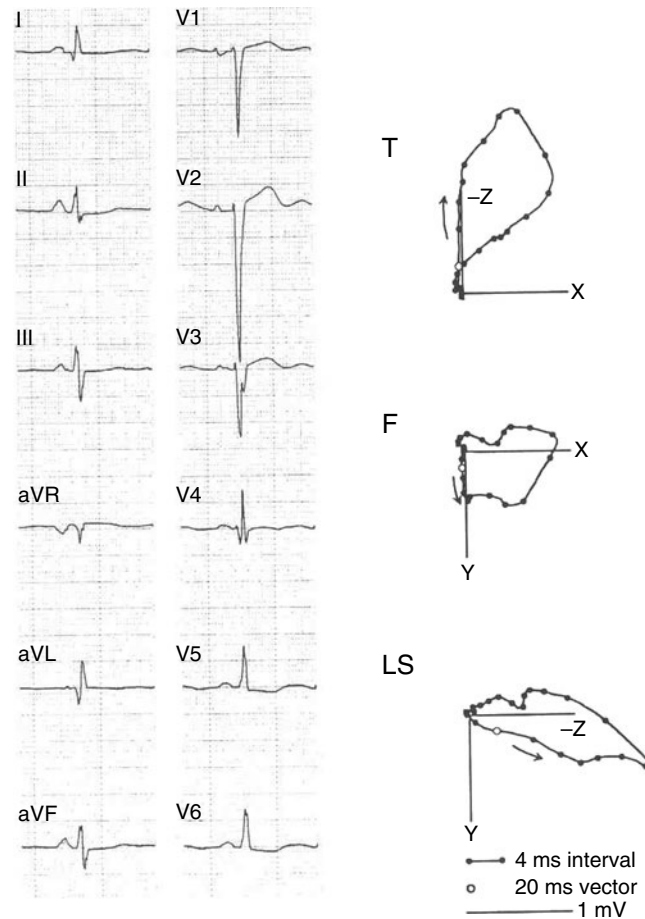 I V1
T
II V2
–Z
X
III V3
F
X
aVR V4
Y
aVL V5
LS
–Z
aVF V6
Y
4 ms interval
20 ms vector
1 mV